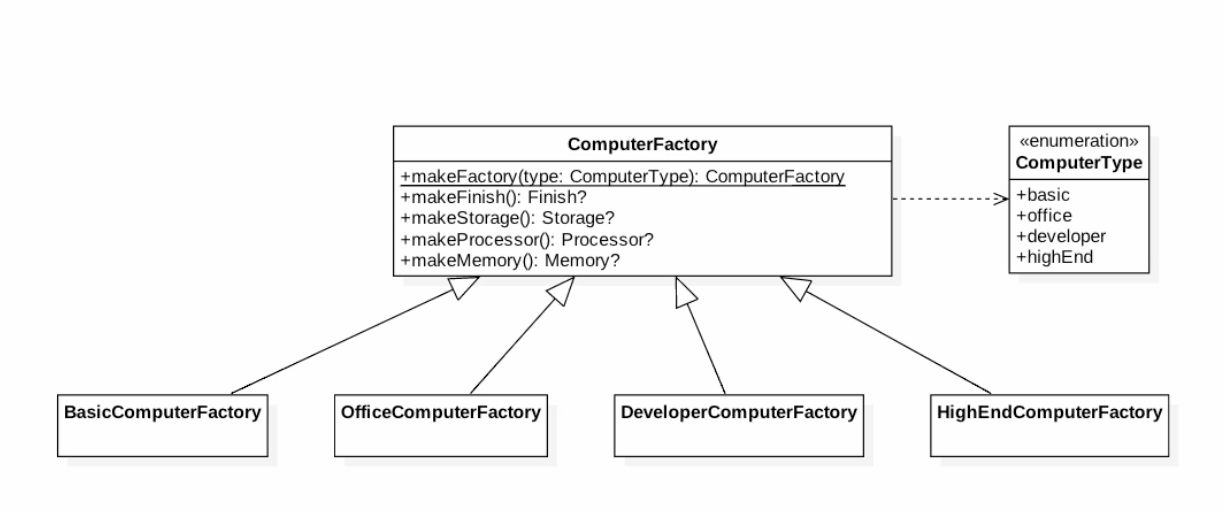 ComputerFactory
+makeFactory(type: ComputerType): ComputerFactory
+makeFinish(): Finish?
+makeStorage(): Storage?
+makeProcessor(): Processor?
+makeMemory(): Memory?
«enumeration»
ComputerType
+basic
+office
+developer
+highEnd
BasicComputerFactory
OfficeComputerFactory
DeveloperComputerFactory
HighEndComputerFactory